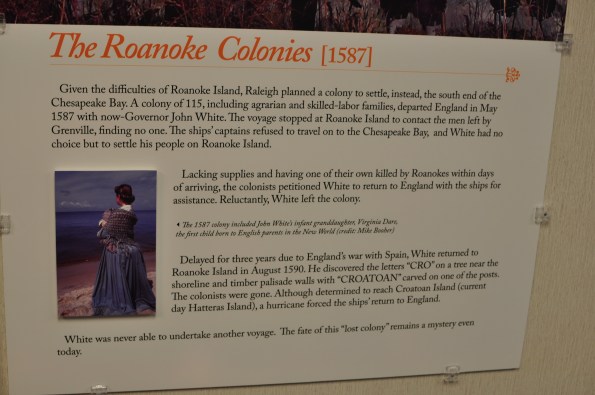 The Roanoke Colonies [1587]
Given the difficulties of Roanoke Island, Raleigh planned a colony to settle, instead, the south end of the
Chesapeake Bay. A colony of 115, including agrarian and skilled-labor families, departed England in May
1587 with now-Governor John White. The voyage stopped at Roanoke Island to contact the men left by
Grenville, finding no one. The ships' captains refused to travel on to the Chesapeake Bay, and White had no
choice but to settle his people on Roanoke Island.
Lacking supplies and having one of their own killed by Roanokes within days
of arriving, the colonists petitioned White to return to England with the ships for
assistance. Reluctantly, White left the colony.
The 1587 colony included John White's infant granddaughter, Virginia Dare,
the first child born to English parents in the New World (credit: Mike Booher)
Delayed for three years due to England's war with Spain, White returned to
Roanoke Island in August 1590. He discovered the letters "CRO" on a tree near the
shoreline and timber palisade walls with "CROATOAN" carved on one of the posts.
The colonists were gone. Although determined to reach Croatoan Island (current
day Hatteras Island), a hurricane forced the ships' return to England.
White was never able to undertake another voyage. The fate of this "lost colony" remains a mystery even
today.